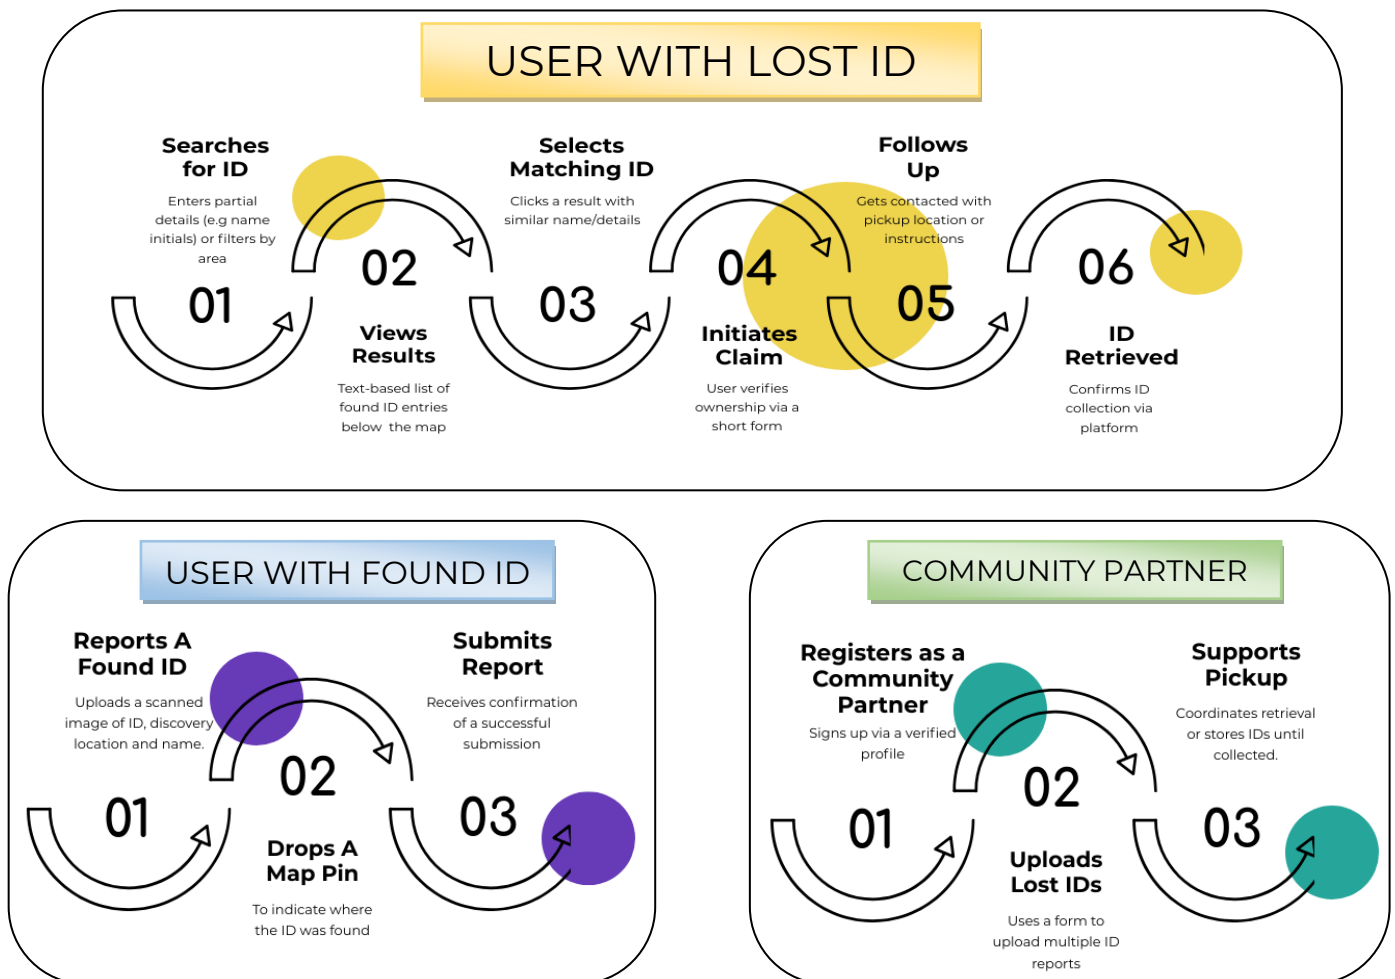 USER WITH LOST ID
Searches
for ID
Enters partial
details (e.g name
initials) or filters by
area
01
02
Views
Results
Text-based list of
found ID entries
below the map
Selects
Matching ID
Clicks a result with
similar name/details
03
04
Initiates
Claim
User verifies
ownership via a
short form
Follows
Up
Gets contacted with
pickup location or
instructions
05
06
ID
Retrieved
Confirms ID
collection via
platform
USER WITH FOUND ID
Reports A
Found ID
Uploads a scanned
image of ID, discovery
location and name.
01
02
Drops A
Map Pin
To indicate where
the ID was found
Submits
Report
Receives confirmation
of a successful
submission
03
COMMUNITY PARTNER
Registers as a
Community
Partner
Signs up via a verified
profile
01
02
Uploads
Lost IDs
Uses a form to
upload multiple ID
reports
Supports
Pickup
Coordinates retrieval
or stores IDs until
collected.
03